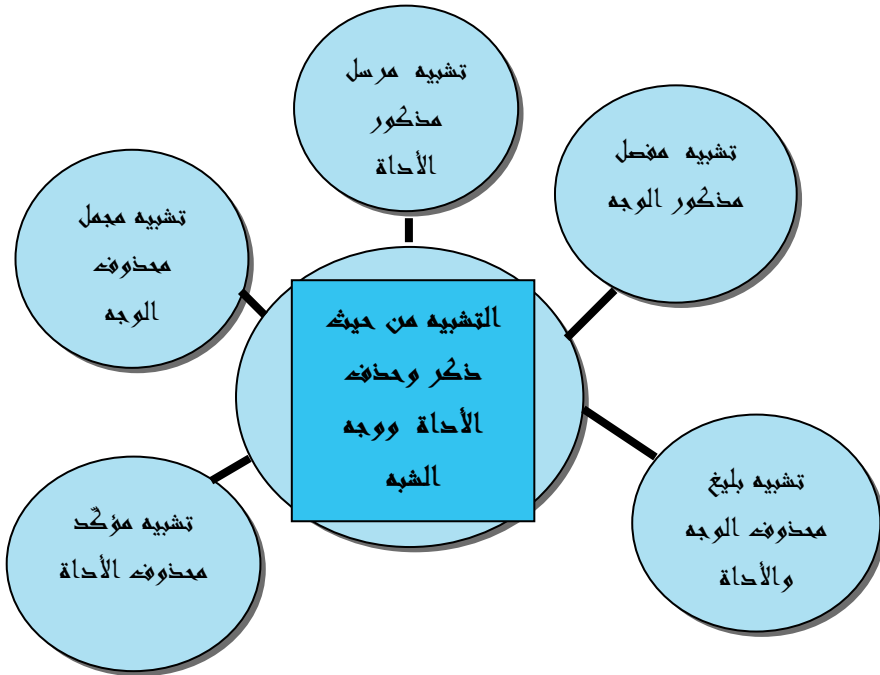 تشبيه مرسل
مذكور
الأداة
تشبيه مفصل
مذكور الوجه
تشبيه مجمل
محذوف
الوجه
التشبيه من حيث
ذكر وحذف
الأداة ووجه
الشبه
تشبيه بليغ
محذوف الوجه
والأداة
تشبيه مؤكّد
محذوف الأداة